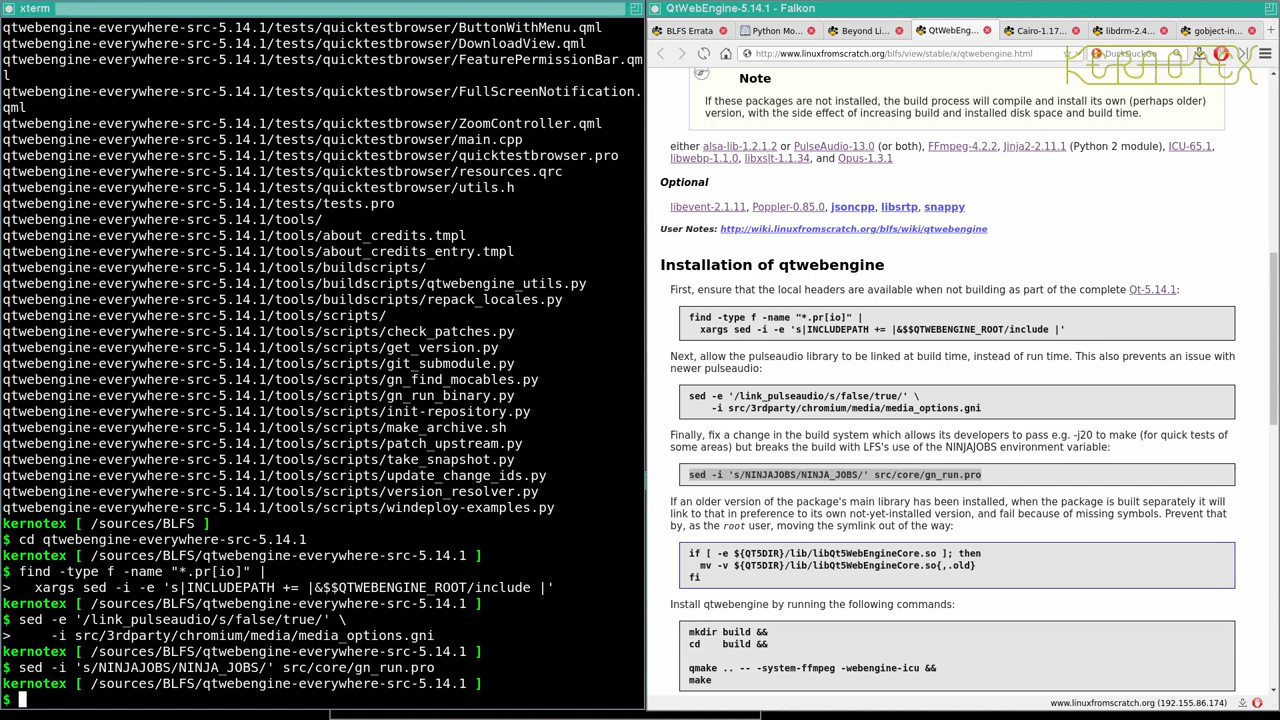 xterm
qtwebengine-everywhere-src-5.14.1/tests/quicktestbrowser/ButtonWithMenu.qml
qtwebengine-everywhere-src-5.14.1/tests/quicktestbrowser/DownloadView.qml
qtwebengine-everywhere-src-5.14.1/tests/quicktestbrowser/FeaturePermissionBar.qm
l
qtwebengine-everywhere-src-5.14.1/tests/quicktestbrowser/FullScreenNotification.
qml
qtwebengine-everywhere-src-5.14.1/tests/quicktestbrowser/ZoomController.qml
qtwebengine-everywhere-src-5.14.1/tests/quicktestbrowser/main.cpp
qtwebengine-everywhere-src-5.14.1/tests/quicktestbrowser/quicktestbrowser.pro
qtwebengine-everywhere-src-5.14.1/tests/quicktestbrowser/resources.qrc
qtwebengine-everywhere-src-5.14.1/tests/quicktestbrowser/utils.h
qtwebengine-everywhere-src-5.14.1/tests/tests.pro
qtwebengine-everywhere-src-5.14.1/tools/
qtwebengine-everywhere-src-5.14.1/tools/about_credits.tmpl
qtwebengine-everywhere-src-5.14.1/tools/about_credits_entry.tmpl
qtwebengine-everywhere-src-5.14.1/tools/buildscripts/
qtwebengine-everywhere-src-5.14.1/tools/buildscripts/qtwebengine_utils.py
qtwebengine-everywhere-src-5.14.1/tools/buildscripts/repack_locales.py
qtwebengine-everywhere-src-5.14.1/tools/scripts/
qtwebengine-everywhere-src-5.14.1/tools/scripts/check_patches.py
qtwebengine-everywhere-src-5.14.1/tools/scripts/get_version.py
qtwebengine-everywhere-src-5.14.1/tools/scripts/git_submodule.py
qtwebengine-everywhere-src-5.14.1/tools/scripts/gn_find_mocables.py
qtwebengine-everywhere-src-5.14.1/tools/scripts/gn_run_binary.py
qtwebengine-everywhere-src-5.14.1/tools/scripts/init-repository.py
qtwebengine-everywhere-src-5.14.1/tools/scripts/make_archive.sh
qtwebengine-everywhere-src-5.14.1/tools/scripts/patch_upstream.py
qtwebengine-everywhere-src-5.14.1/tools/scripts/take_snapshot.py
qtwebengine-everywhere-src-5.14.1/tools/scripts/update_change_ids.py
qtwebengine-everywhere-src-5.14.1/tools/scripts/version_resolver.py
qtwebengine-everywhere-src-5.14.1/tools/scripts/windeploy-examples.py
kernotex [ /sources/BLFS ]
$ cd qtwebengine-everywhere-src-5.14.1
kernotex [ /sources/BLFS/qtwebengine-everywhere-src-5.14.1 ]
$ find -type f -name "*.pr[io]" |
>   xargs sed -i -e 's|INCLUDEPATH += |&$$QTWEBENGINE_ROOT/include |'
kernotex [ /sources/BLFS/qtwebengine-everywhere-src-5.14.1 ]
$ sed -e '/link_pulseaudio/s/false/true/' \
>     -i src/3rdparty/chromium/media/media_options.gni
kernotex [ /sources/BLFS/qtwebengine-everywhere-src-5.14.1 ]
$ sed -i 's/NINJAJOBS/NINJA_JOBS/' src/core/gn_run.pro
kernotex [ /sources/BLFS/qtwebengine-everywhere-src-5.14.1 ]
$
QtWebEngine-5.14.1 - Falkon
BLFS Errata
Python Mo...
Beyond Li...
QtWebEng...
Cairo-1.17...
libdrm-2.4...
gobject-in...
http://www.linuxfromscratch.org/blfs/view/stable/x/qtwebengine.html
DuckDuckGo
KERNOTEX
Note
If these packages are not installed, the build process will compile and install its own (perhaps older)
version, with the side effect of increasing build and installed disk space and build time.
either alsa-lib-1.2.1.2 or PulseAudio-13.0 (or both), FFmpeg-4.2.2, Jinja2-2.11.1 (Python 2 module), ICU-65.1,
libwebp-1.1.0, libxslt-1.1.34, and Opus-1.3.1
Optional
libevent-2.1.11, Poppler-0.85.0, jsoncpp, libsrtp, snappy
User Notes: http://wiki.linuxfromscratch.org/blfs/wiki/qtwebengine
Installation of qtwebengine
First, ensure that the local headers are available when not building as part of the complete Qt-5.14.1:
find -type f -name "*.pr[io]" |
xargs sed -i -e 's|INCLUDEPATH += |&$$QTWEBENGINE_ROOT/include |'
Next, allow the pulseaudio library to be linked at build time, instead of run time. This also prevents an issue with
newer pulseaudio:
sed -e '/link_pulseaudio/s/false/true/' \
-i src/3rdparty/chromium/media/media_options.gni
Finally, fix a change in the build system which allows its developers to pass e.g. -j20 to make (for quick tests of
some areas) but breaks the build with LFS's use of the NINJAJOBS environment variable:
sed -i 's/NINJAJOBS/NINJA_JOBS/' src/core/gn_run.pro
If an older version of the package's main library has been installed, when the package is built separately it will
link to that in preference to its own not-yet-installed version, and fail because of missing symbols. Prevent that
by, as the root user, moving the symlink out of the way:
if [ -e ${QT5DIR}/lib/libQt5WebEngineCore.so ]; then
mv -v ${QT5DIR}/lib/libQt5WebEngineCore.so{,.old}
fi
Install qtwebengine by running the following commands:
mkdir build &&
cd    build &&
qmake .. -- -system-ffmpeg -webengine-icu &&
make
www.linuxfromscratch.org (192.155.86.174)